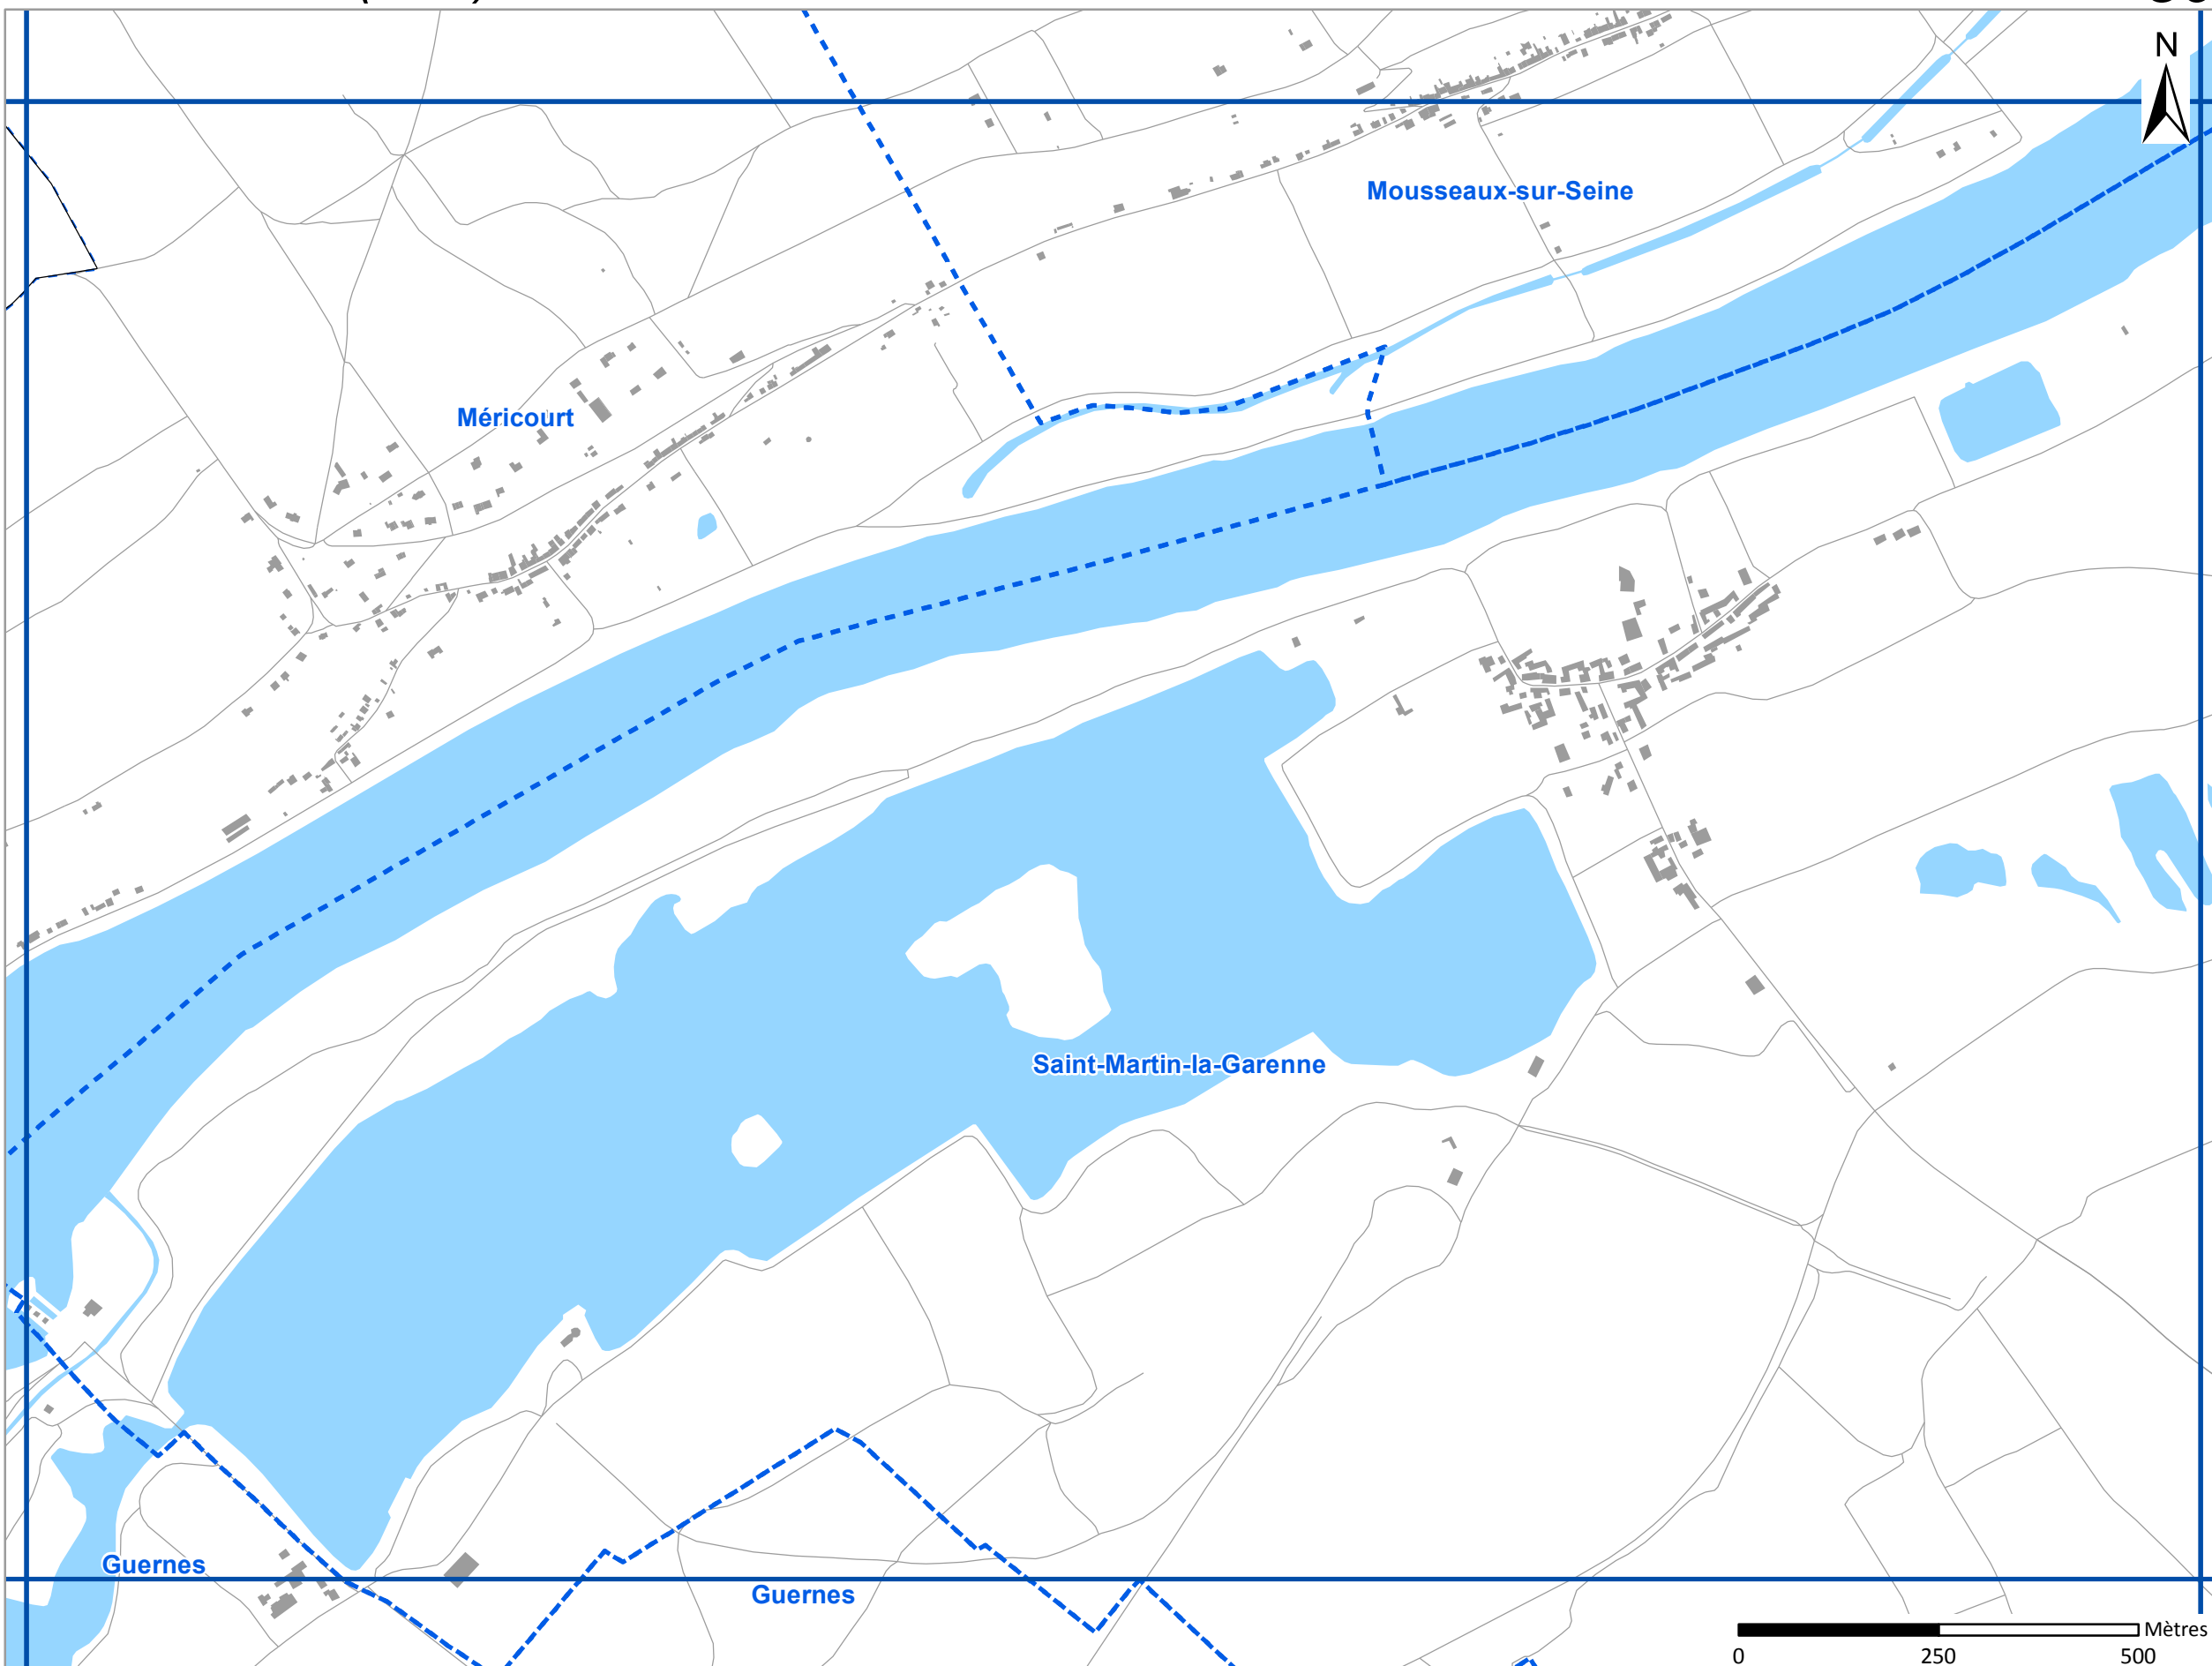 N
Mousseaux-sur-Seine
Méricourt
Saint-Martin-la-Garenne
Guernes
Guernes
Mètres
0 250 500